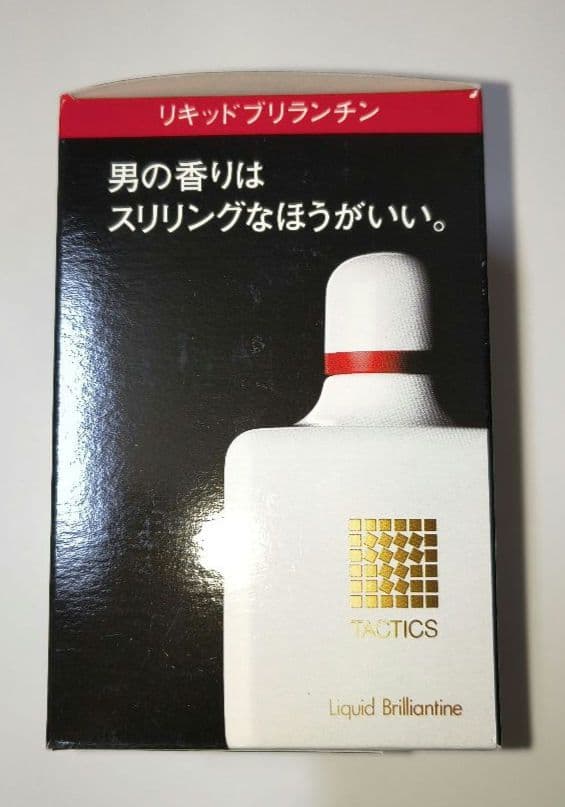 リキッドブリランチン
男の香りは
スリリングなほうがいい。
TACTICS
Liquid Brilliantine